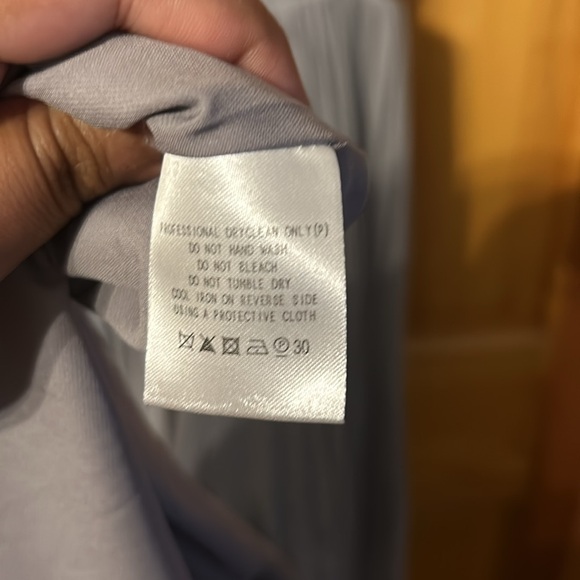 PROFESSIONAL DRYCLEAN ONLY(P)
DO NOT HAND WASH
DO NOT BLEACH
DO NOT TUMBLE DRY
COOL IRON ON REVERSE SIDE
USING A PROTECTIVE CLOTH
P 30